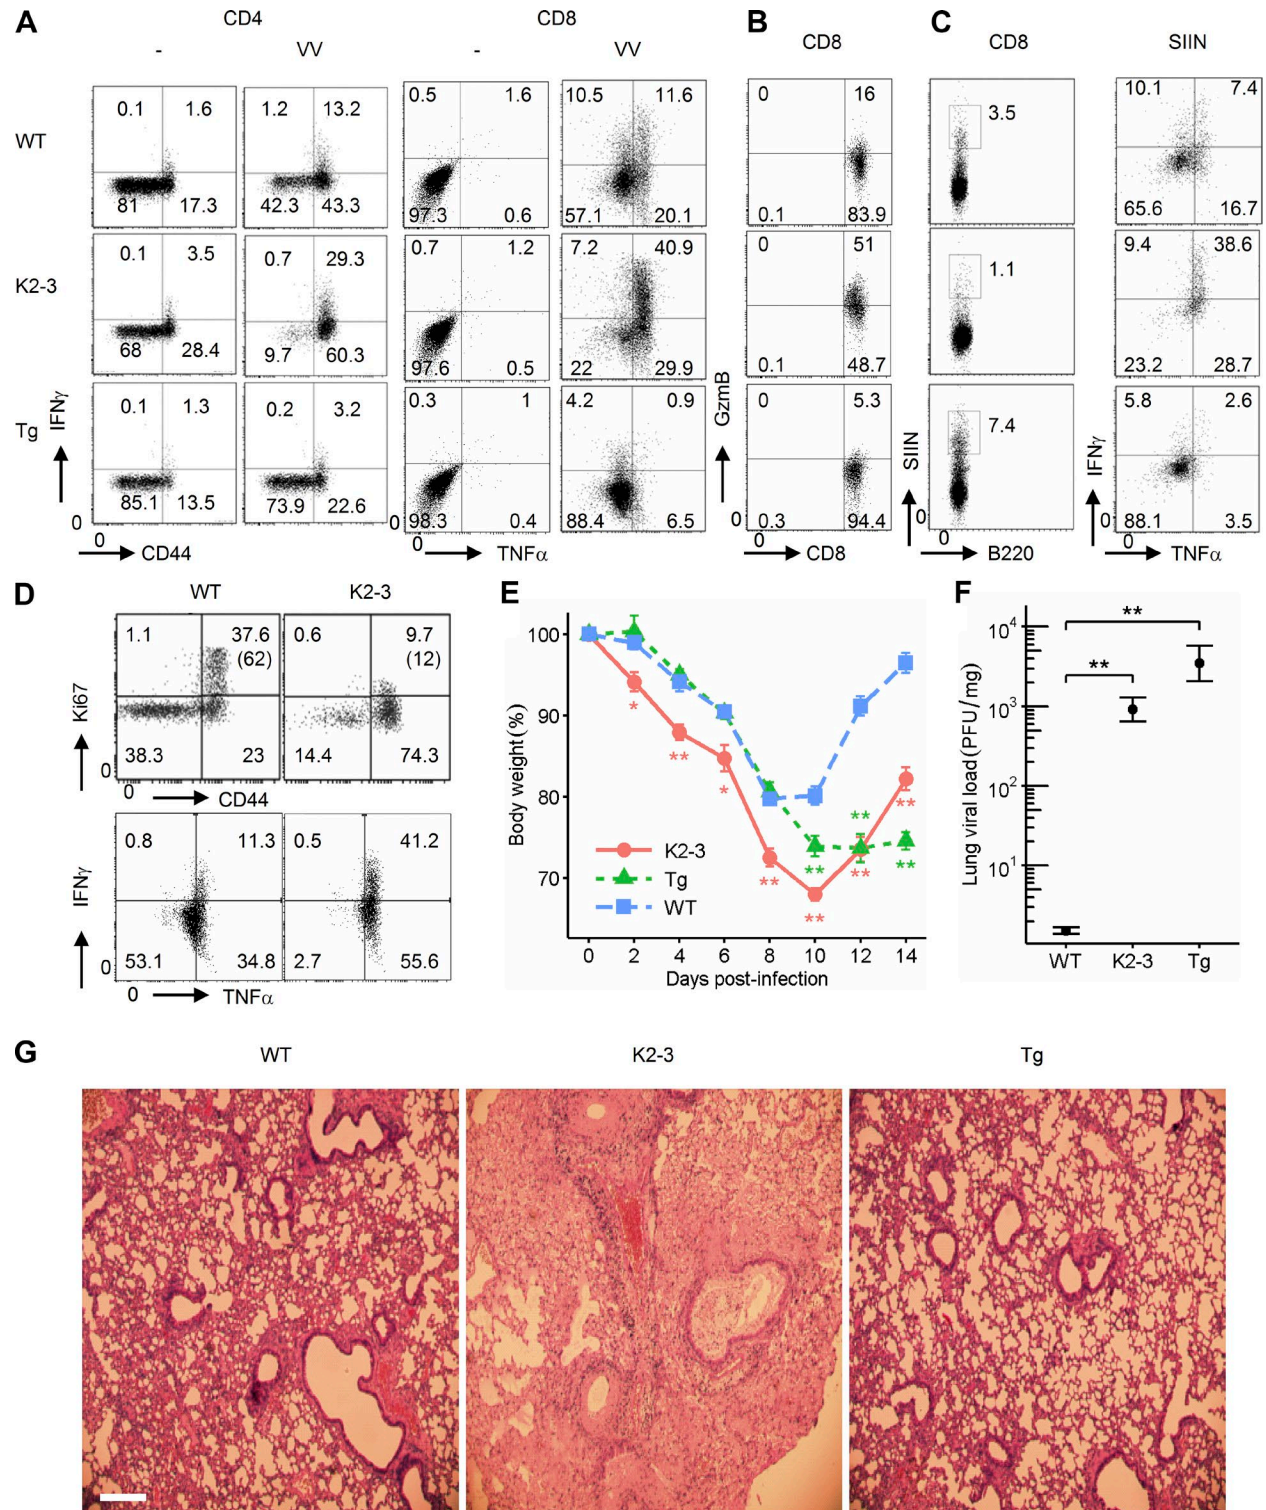 A CD4 CD8 B CD8 C CD8 SIIN
- VV - VV
WT
0.1 1.6 1.2 13.2 0.5 1.6 10.5 11.6 0 16 3.5 10.1 7.4
81 17.3 42.3 43.3 97.3 0.6 57.1 20.1 0.1 83.9 65.6 16.7
K2-3
0.1 3.5 0.7 29.3 0.7 1.2 7.2 40.9 0 51 1.1 9.4 38.6
68 28.4 9.7 60.3 97.6 0.5 22 29.9 0.1 48.7 23.2 28.7
Tg
0.1 1.3 0.2 3.2 0.3 1 4.2 0.9 0 5.3 7.4 5.8 2.6
85.1 13.5 73.9 22.6 98.3 0.4 88.4 6.5 0.3 94.4 88.1 3.5
IFNγ GzmB SIIN IFNγ
0 0 0 0 0
0 CD44 0 TNFα 0 CD8 0 B220 0 TNFα
D WT K2-3
1.1 37.6 0.6 9.7
(62) (12)
38.3 23 14.4 74.3
Ki67
0
0 CD44
0.8 11.3 0.5 41.2
53.1 34.8 2.7 55.6
IFNγ
0
0 TNFα
E
Body weight (%)
100
90
80
70
* ** * ** ** ** **
** ** **
K2-3
Tg
WT
0 2 4 6 8 10 12 14
Days post-infection
F
Lung viral load (PFU/mg)
10⁴
10³
10²
10¹
**
**
WT K2-3 Tg
G WT K2-3 Tg